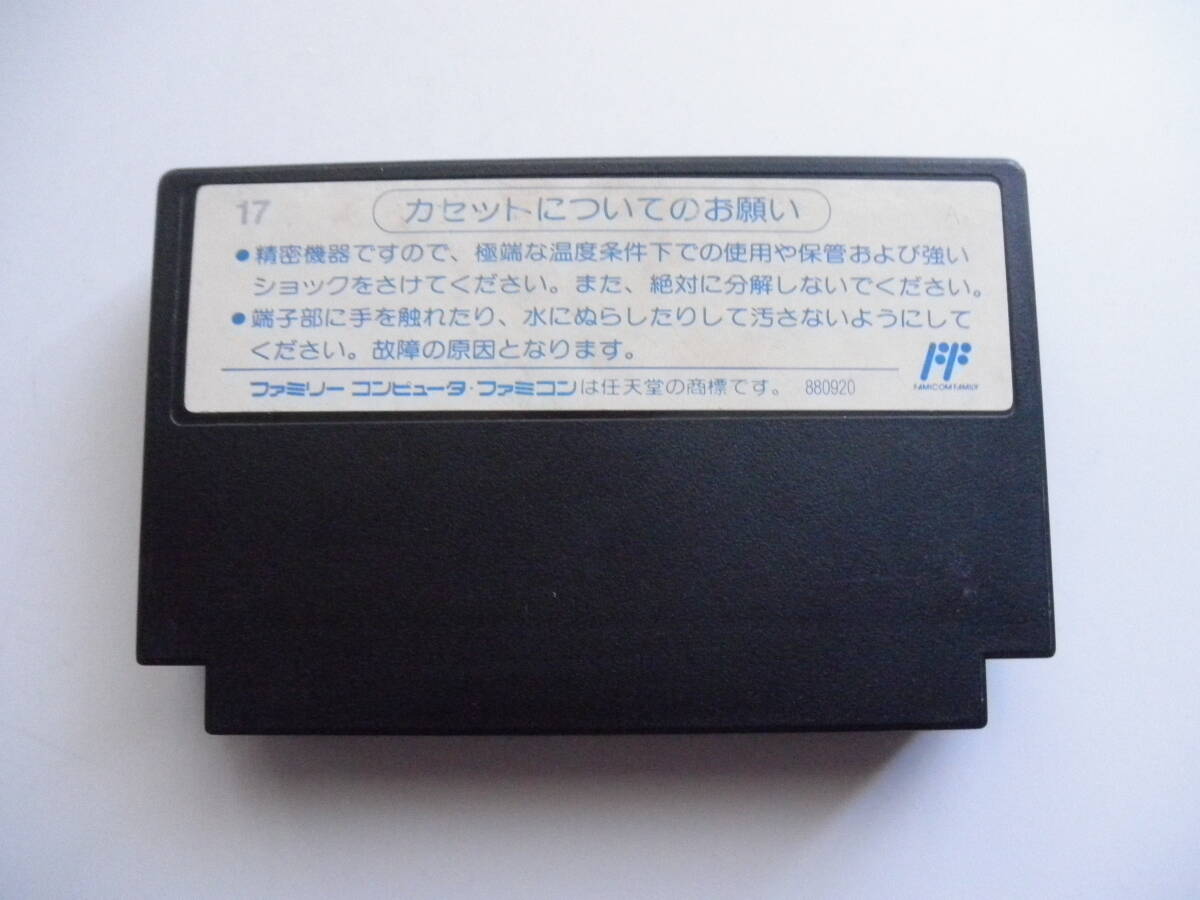 17
カセットについてのお願い
●精密機器ですので、極端な温度条件下での使用や保管および強い
ショックをさけてください。また、絶対に分解しないでください。
●端子部に手を触れたり、水にぬらしたりして汚さないようにして
ください。故障の原因となります。
FF
FAMICOM FAMILY
ファミリー コンピュータ・ファミコンは任天堂の商標です。 880920